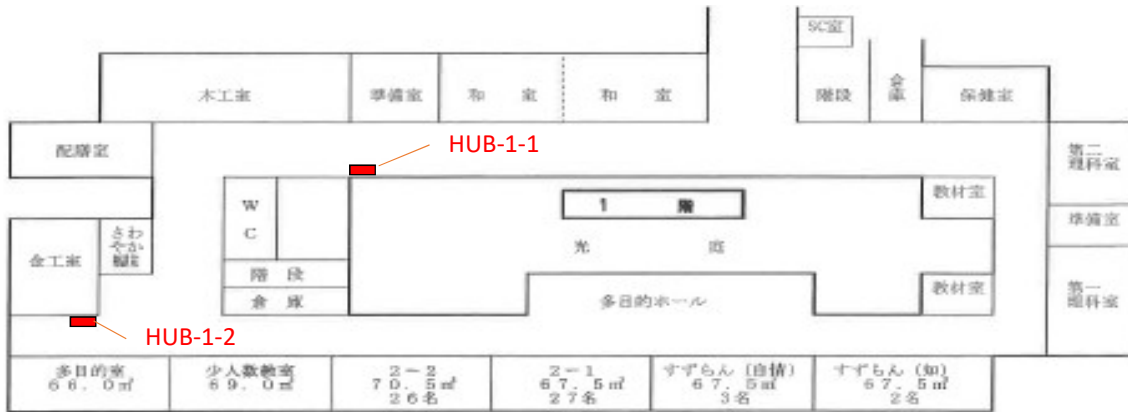 SC室
木工室
準備室
和 室
和 室
階段
倉庫
保健室
配膳室
HUB-1-1
第二
理科室
WC
1 階
教材室
準備室
さわ
やか
金工室
光 庭
階 段
倉 庫
多目的ホール
教材室
第一
理科室
HUB-1-2
多目的室
66.0㎡
少人数教室
69.0㎡
2-2
70.5㎡
26名
2-1
67.5㎡
27名
すずらん(自情)
67.5㎡
3名
すずらん(知)
67.5㎡
2名